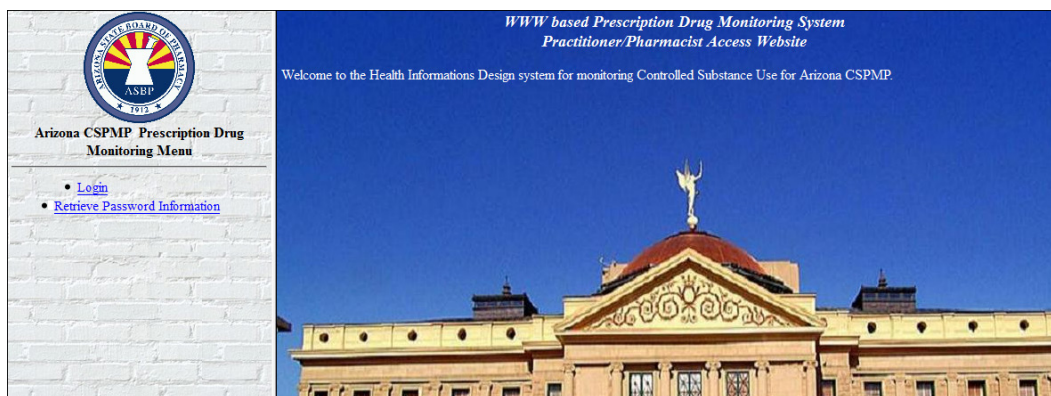 ARIZONA STATE BOARD OF PHARMACY
ASBP
1912
Arizona CSPMP Prescription Drug
Monitoring Menu
Login
Retrieve Password Information
WWW based Prescription Drug Monitoring System
Practitioner/Pharmacist Access Website
Welcome to the Health Informations Design system for monitoring Controlled Substance Use for Arizona CSPMP.